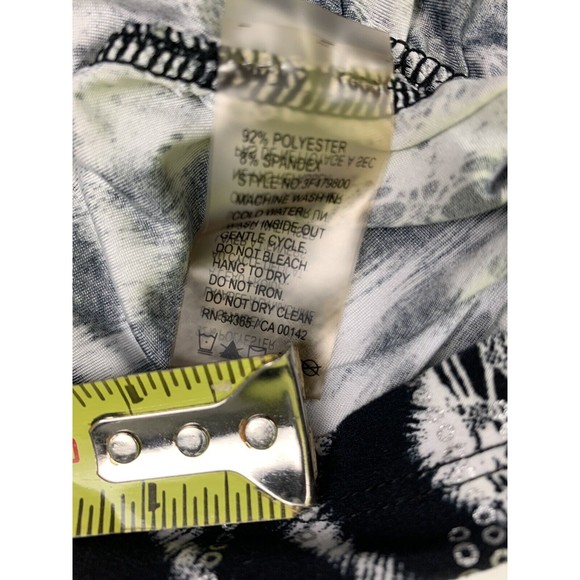 92% POLYESTER
8% SPANDEX
STYLE NO:3F479800
MACHINE WASH IN
COLD WATER
WASH INSIDE OUT
GENTLE CYCLE.
DO NOT BLEACH
HANG TO DRY.
DO NOT IRON.
DO NOT DRY CLEAN
RN 54365 / CA 00142